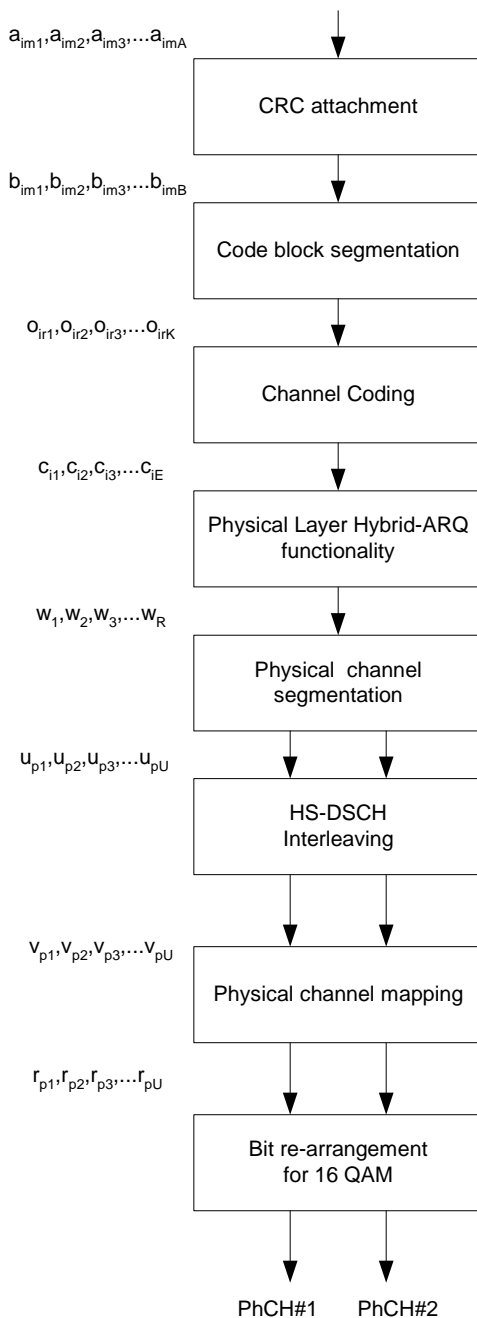 a_im1,a_im2,a_im3,...a_imA
CRC attachment
b_im1,b_im2,b_im3,...b_imB
Code block segmentation
o_ir1,o_ir2,o_ir3,...o_irK
Channel Coding
c_i1,c_i2,c_i3,...c_iE
Physical Layer Hybrid-ARQ
functionality
w_1,w_2,w_3,...w_R
Physical channel
segmentation
u_p1,u_p2,u_p3,...u_pU
HS-DSCH
Interleaving
v_p1,v_p2,v_p3,...v_pU
Physical channel mapping
r_p1,r_p2,r_p3,...r_pU
Bit re-arrangement
for 16 QAM
PhCH#1 PhCH#2